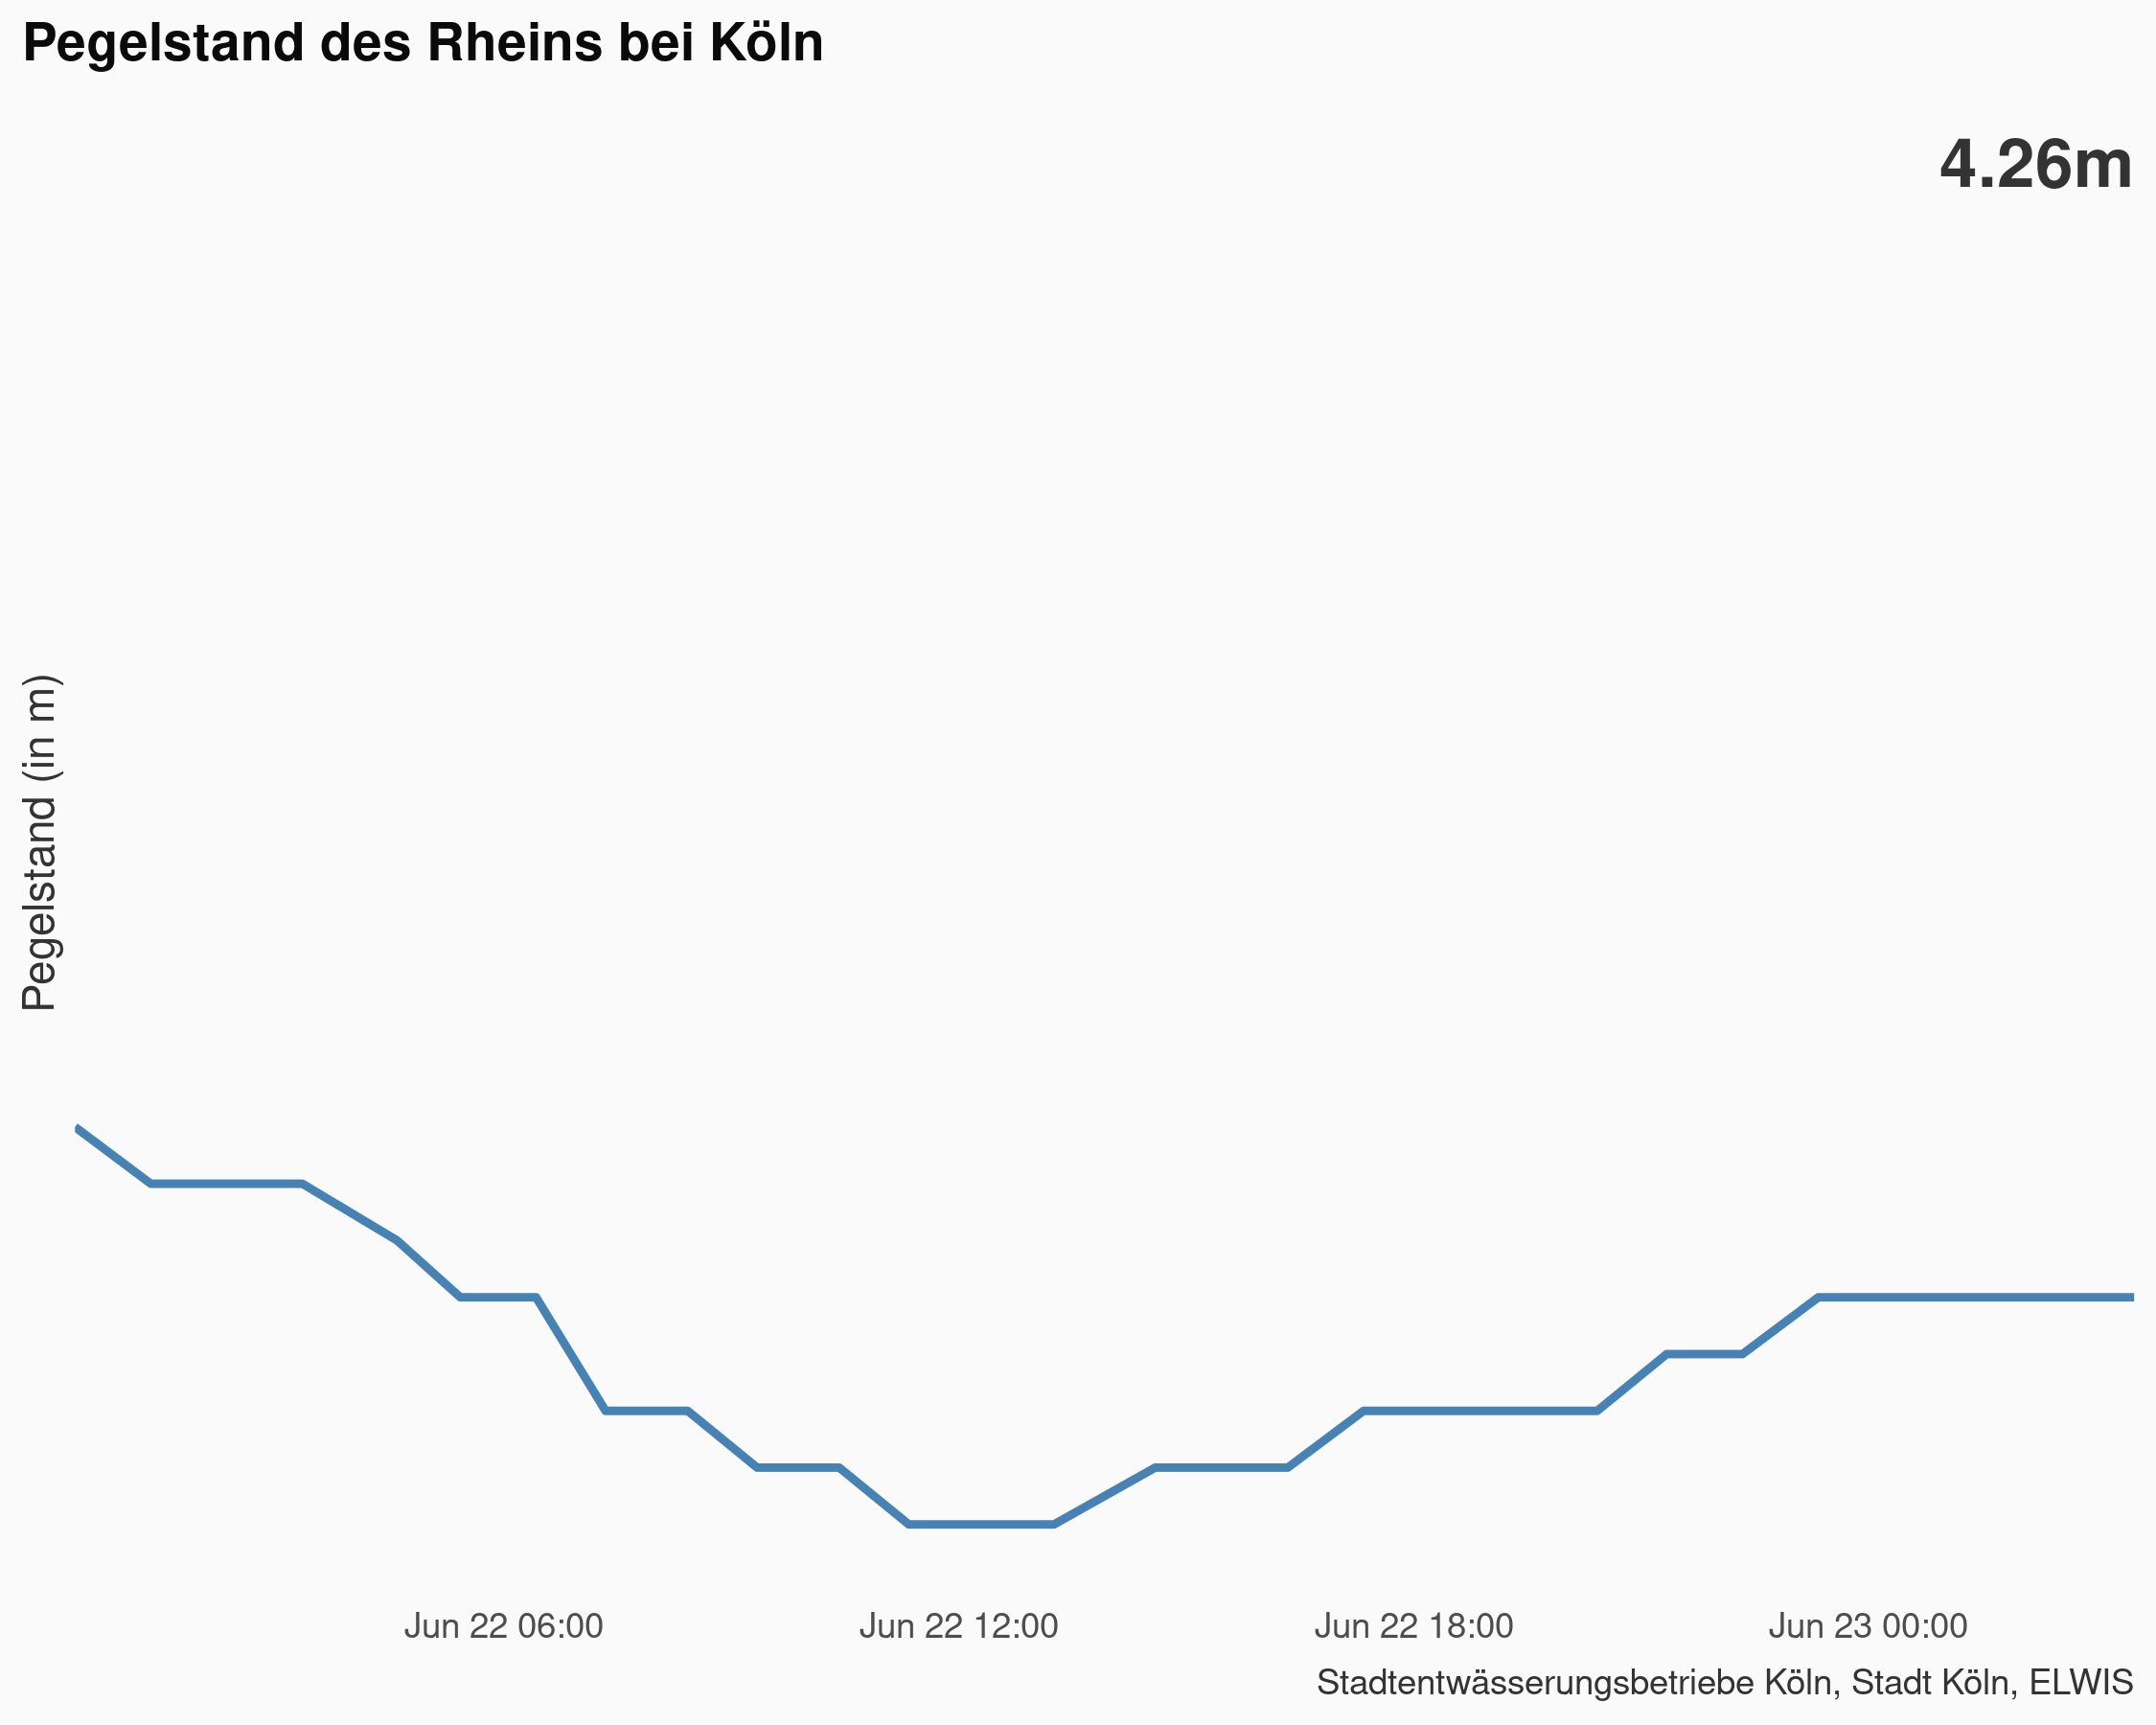 Pegelstand des Rheins bei Köln
4.26m
Pegelstand (in m)
Jun 22 06:00
Jun 22 12:00
Jun 22 18:00
Jun 23 00:00
Stadtentwässerungsbetriebe Köln, Stadt Köln, ELWIS